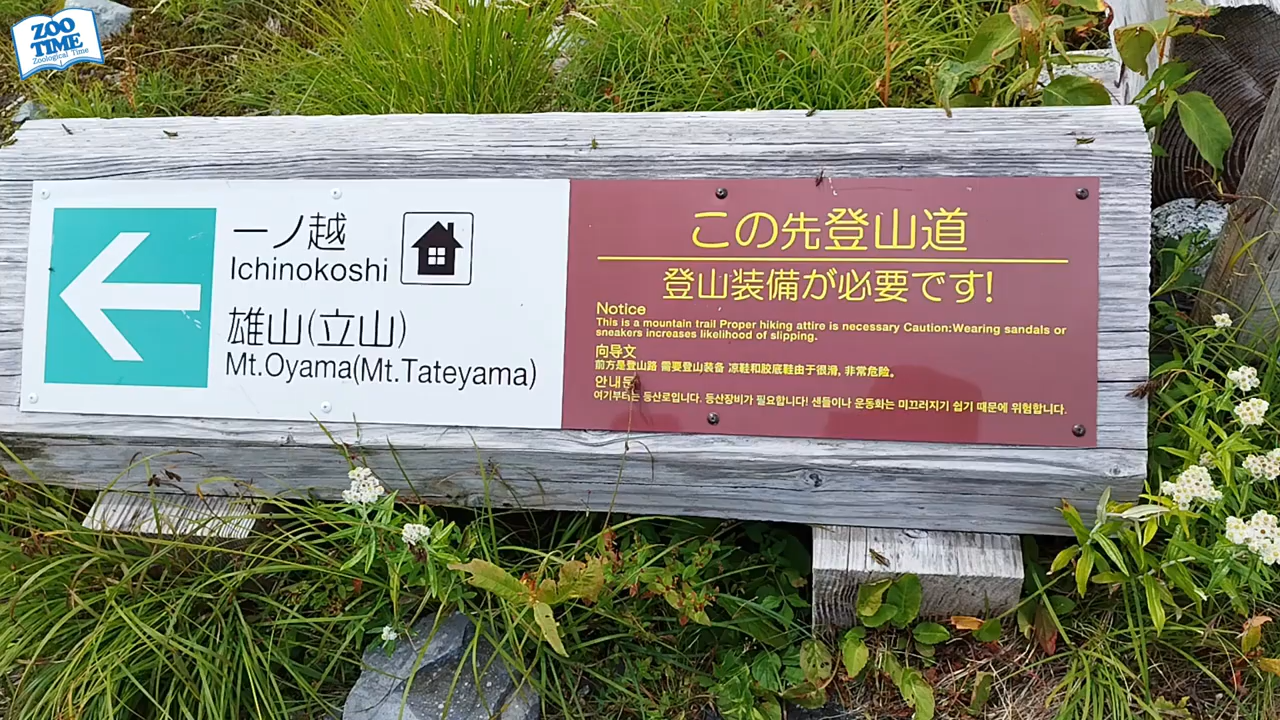 ZOO
TIME
Zoological Time
一ノ越
Ichinokoshi
雄山(立山)
Mt.Oyama(Mt.Tateyama)
この先登山道
登山装備が必要です!
Notice
This is a mountain trail Proper hiking attire is necessary Caution:Wearing sandals or
sneakers increases likelihood of slipping.
向导文
前方是登山路 需要登山装备 凉鞋和胶底鞋由于很滑, 非常危险。
안내문
여기부터는 등산로입니다. 등산장비가 필요합니다! 샌들이나 운동화는 미끄러지기 쉽기 때문에 위험합니다.